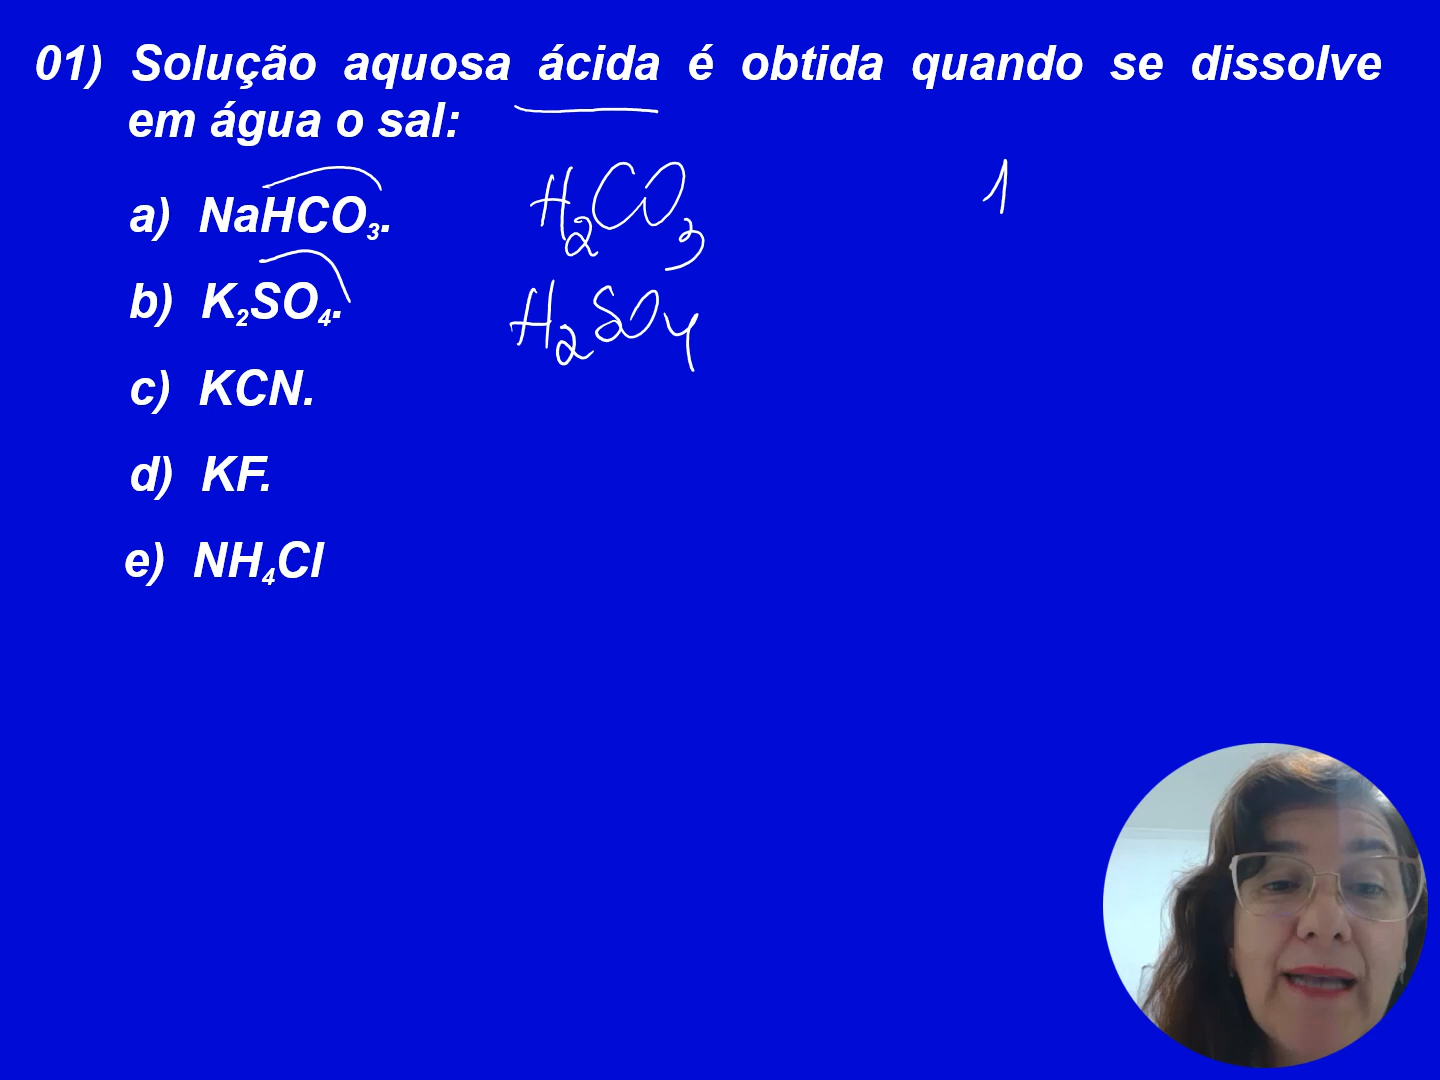 01) Solução aquosa ácida é obtida quando se dissolve
em água o sal:
a) NaHCO₃. H₂CO₃ 1
b) K₂SO₄. H₂SO₄
c) KCN.
d) KF.
e) NH₄Cl